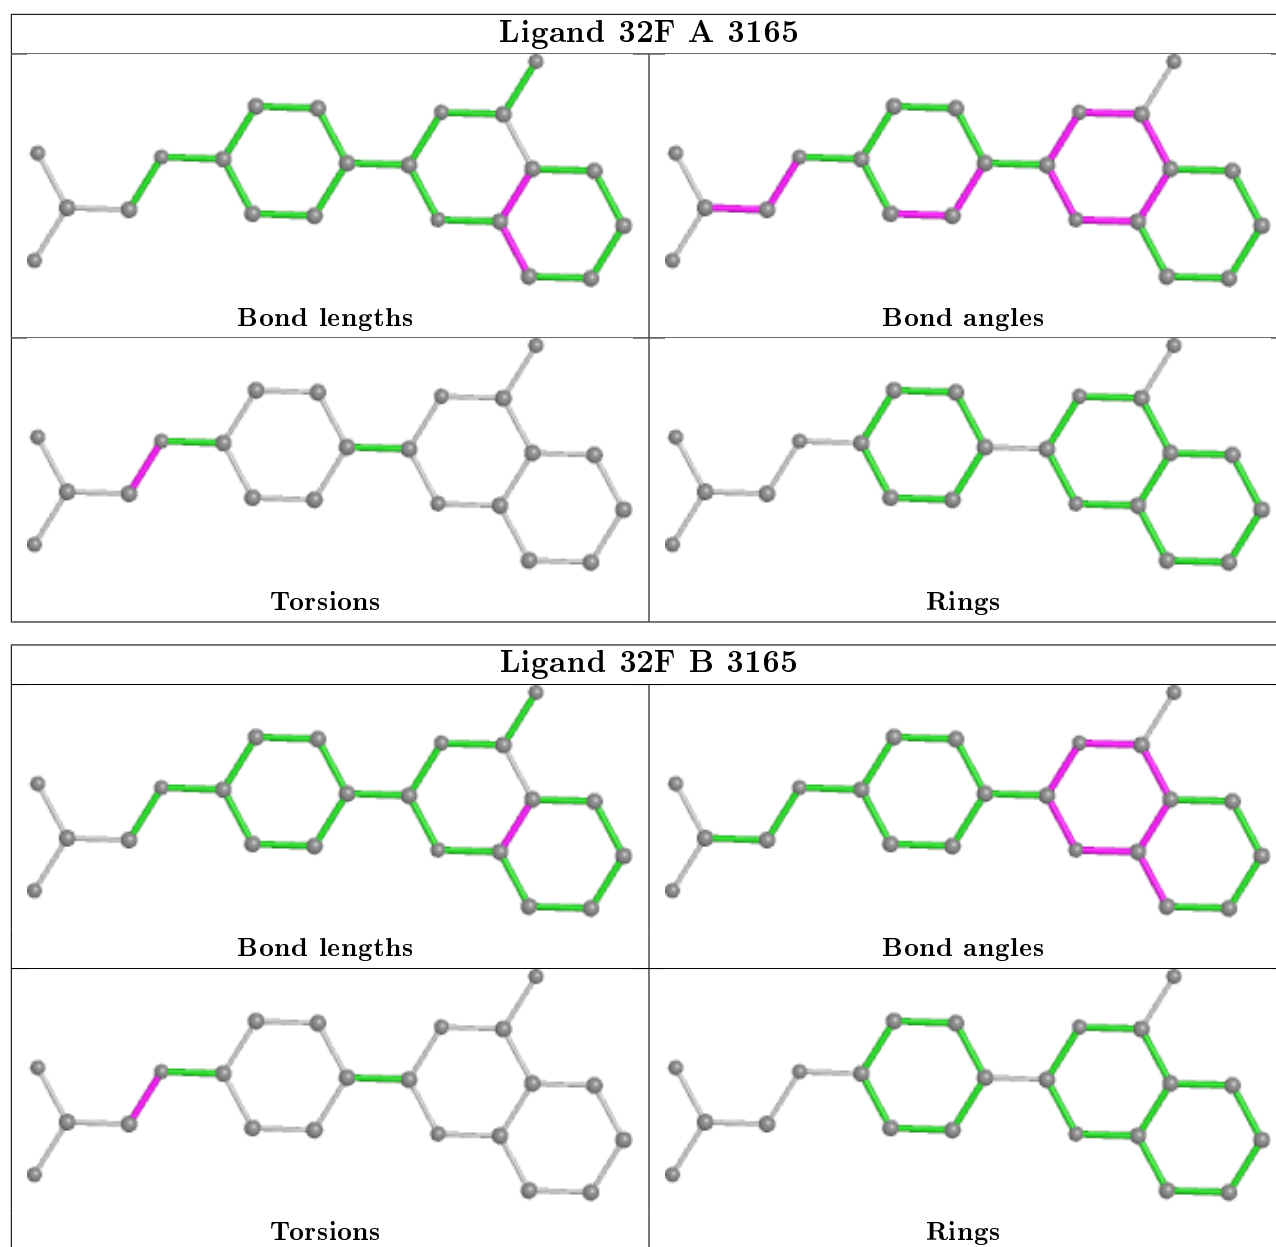 Ligand 32F A 3165
Bond lengths
Bond angles
Torsions
Rings
Ligand 32F B 3165
Bond lengths
Bond angles
Torsions
Rings